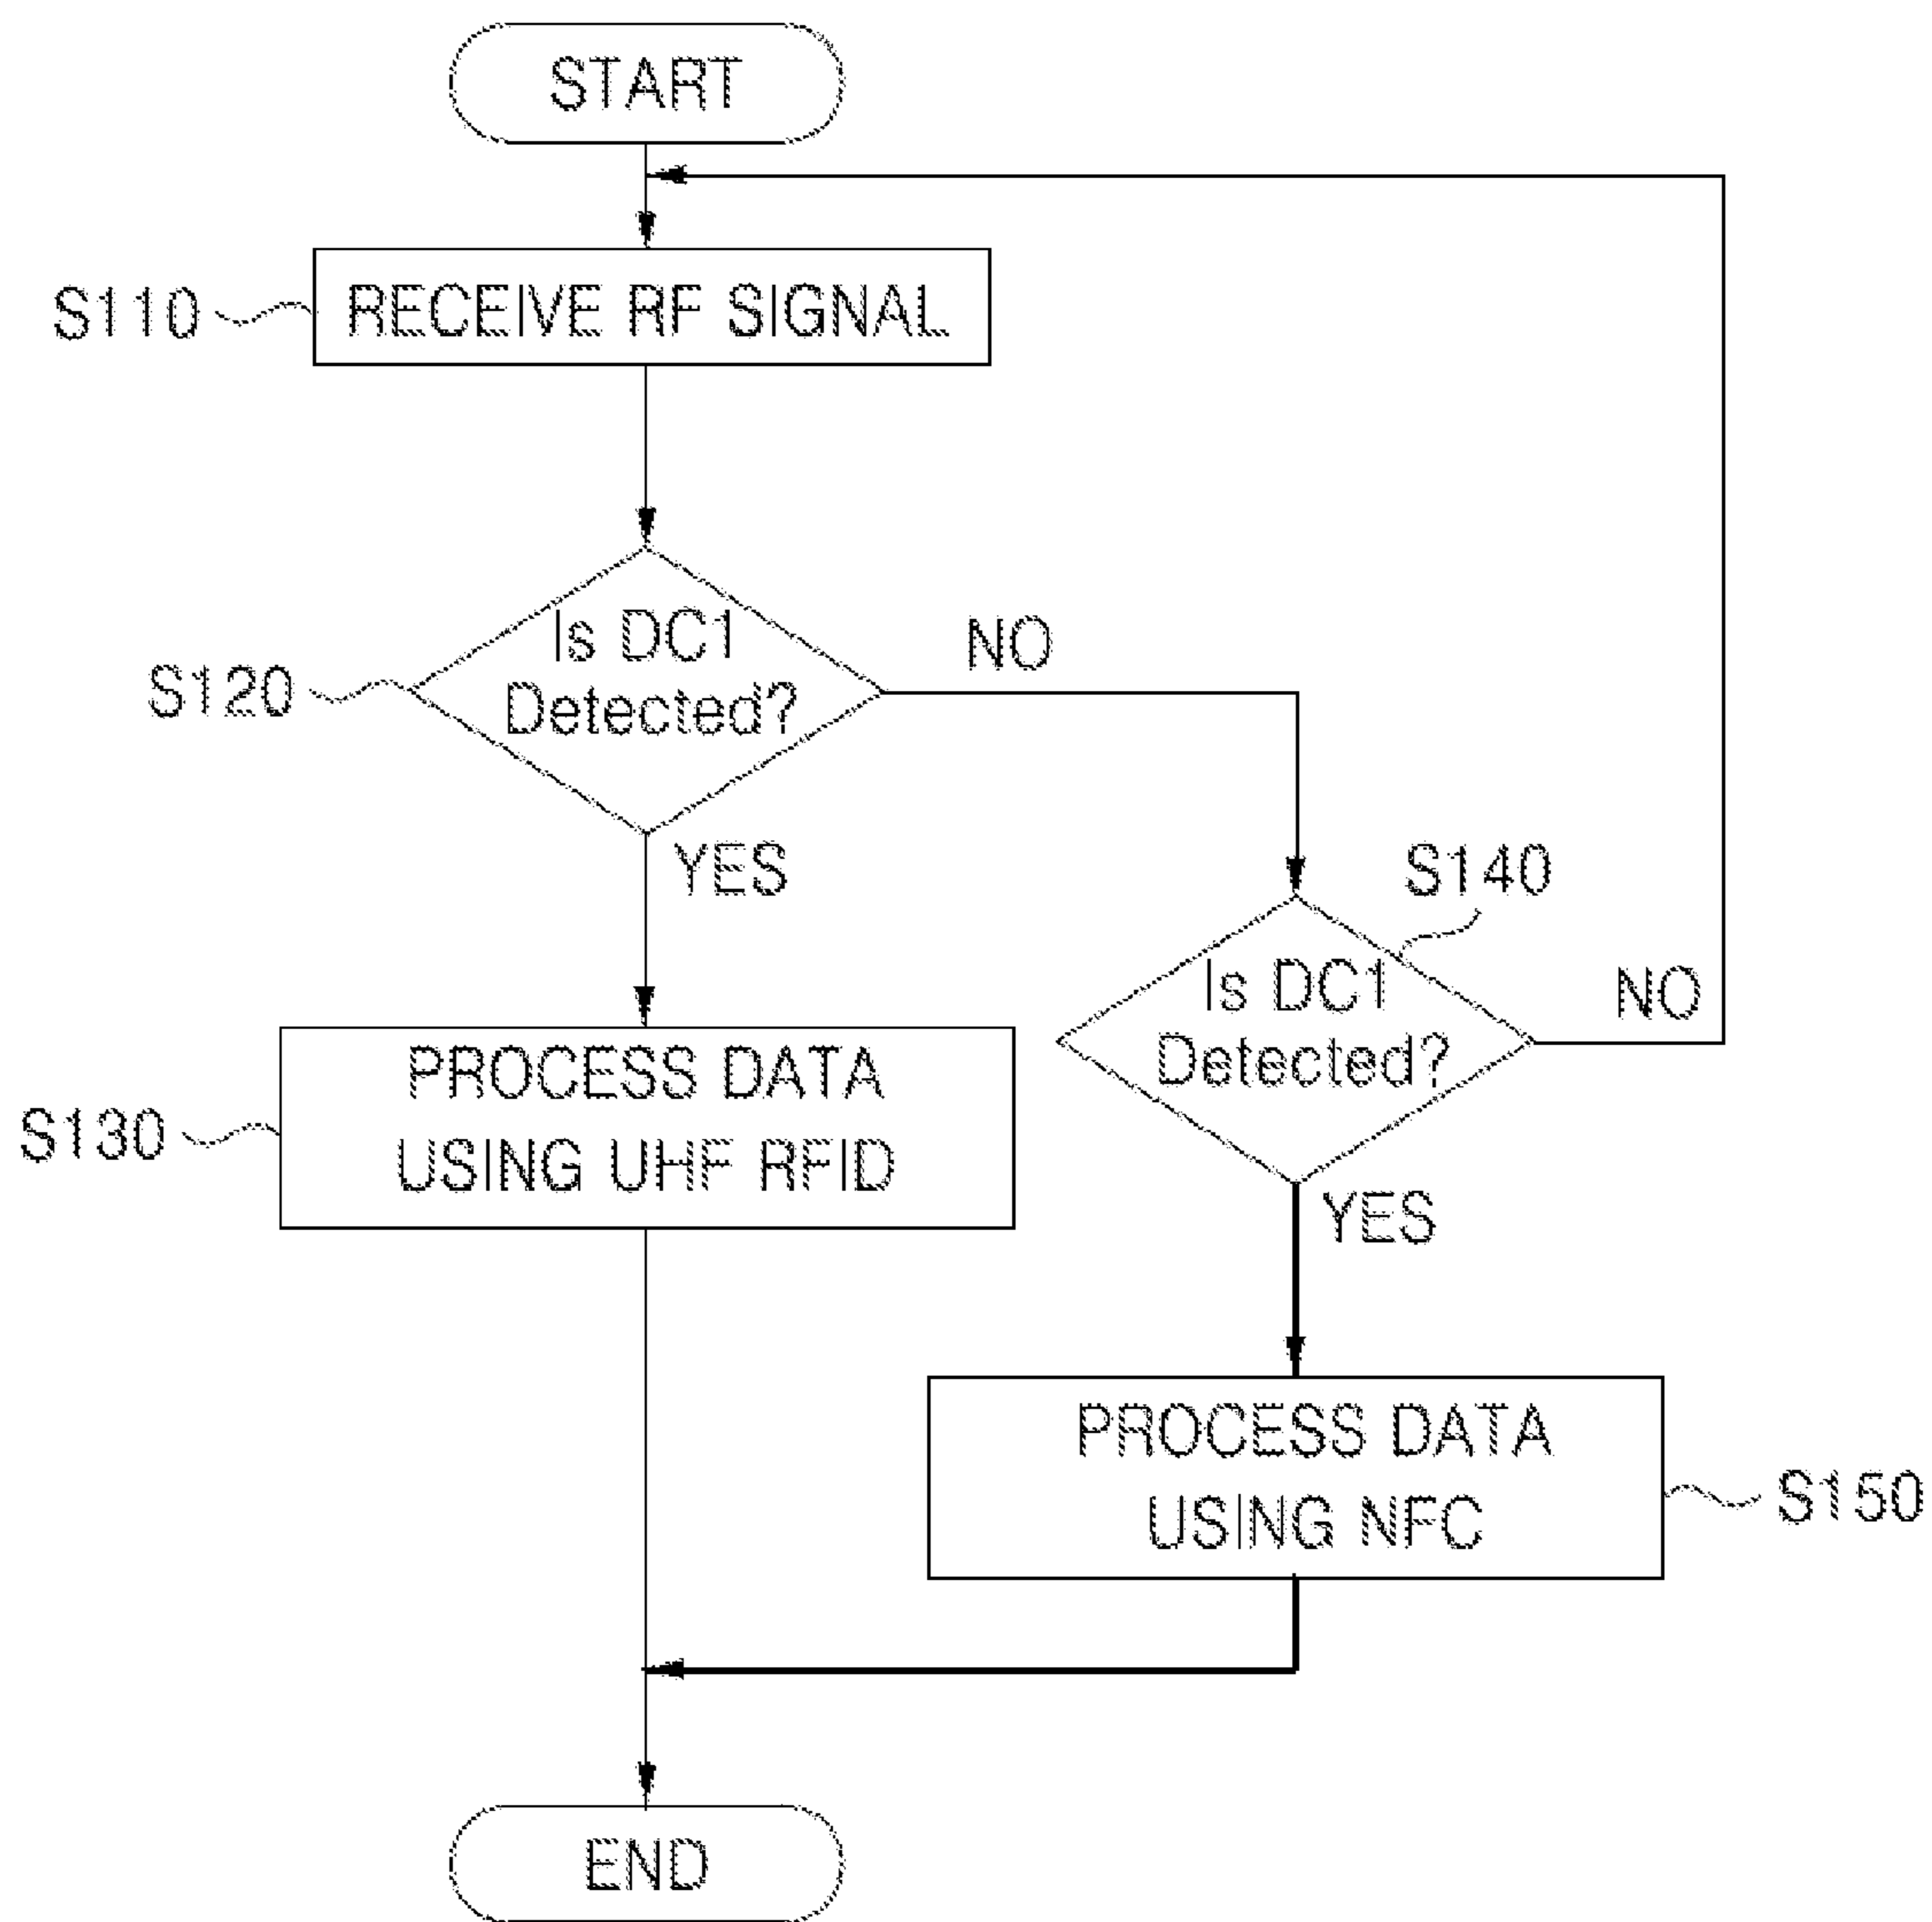 START
S110
RECEIVE RF SIGNAL
S120
Is DC1
Detected?
NO
YES
S140
Is DC1
Detected?
NO
YES
S130
PROCESS DATA
USING UHF RFID
PROCESS DATA
USING NFC
S150
END